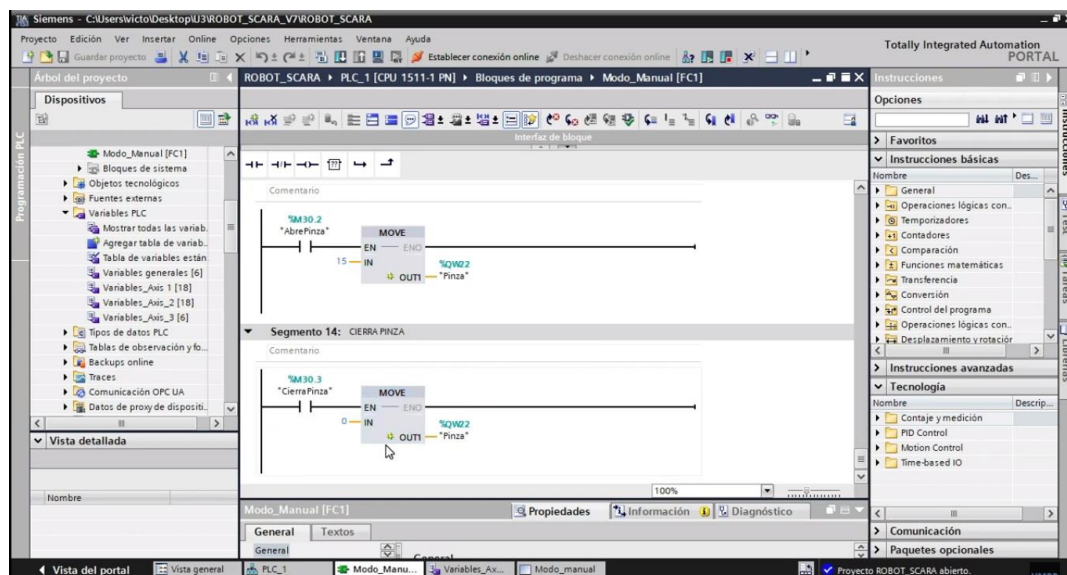 Siemens - C:\Users\victo\Desktop\U3\ROBOT_SCARA_V7\ROBOT_SCARA
Proyecto Edición Ver Insertar Online Opciones Herramientas Ventana Ayuda
Guardar proyecto
Establecer conexión online
Deshacer conexión online
Totally Integrated Automation
PORTAL
Árbol del proyecto
ROBOT_SCARA PLC_1 [CPU 1511-1 PN] Bloques de programa Modo_Manual [FC1]
Instrucciones
Dispositivos
Opciones
Programación PLC
Interfaz de bloque
Modo_Manual [FC1]
Bloques de sistema
Objetos tecnológicos
Fuentes externas
Variables PLC
Mostrar todas las variab.
Agregar tabla de variab..
Tabla de variables están
Variables generales [6]
Variables_Axis 1 [18]
Variables_Axis_2 [18]
Variables_Axis_3 [6]
Tipos de datos PLC
Tablas de observación y fo...
Backups online
Traces
Comunicación OPC UA
Datos de proxy de dispositi..
Vista detallada
Nombre
Comentario
%M30.2
"AbrePinza"
MOVE
EN ENO
15 IN
%QW22
OUT1 "Pinza"
Segmento 14: CIERRA PINZA
Comentario
%M30.3
"CierraPinza"
MOVE
EN ENO
0 IN
%QW22
OUT1 "Pinza"
100%
Modo_Manual [FC1]
Propiedades
Información
Diagnóstico
General Textos
General
Favoritos
Instrucciones básicas
Nombre Des...
General
Operaciones lógicas con..
Temporizadores
Contadores
Comparación
Funciones matemáticas
Transferencia
Conversión
Control del programa
Operaciones lógicas con..
Desplazamiento y rotación
Instrucciones avanzadas
Tecnología
Nombre Descrip...
Contaje y medición
PID Control
Motion Control
Time-based IO
Comunicación
Paquetes opcionales
Instrucciones
Test
Tareas
Librerías
Vista del portal
Vista general
PLC_1
Modo_Manu...
Variables_Ax...
Modo_manual
Proyecto ROBOT_SCARA abierto.